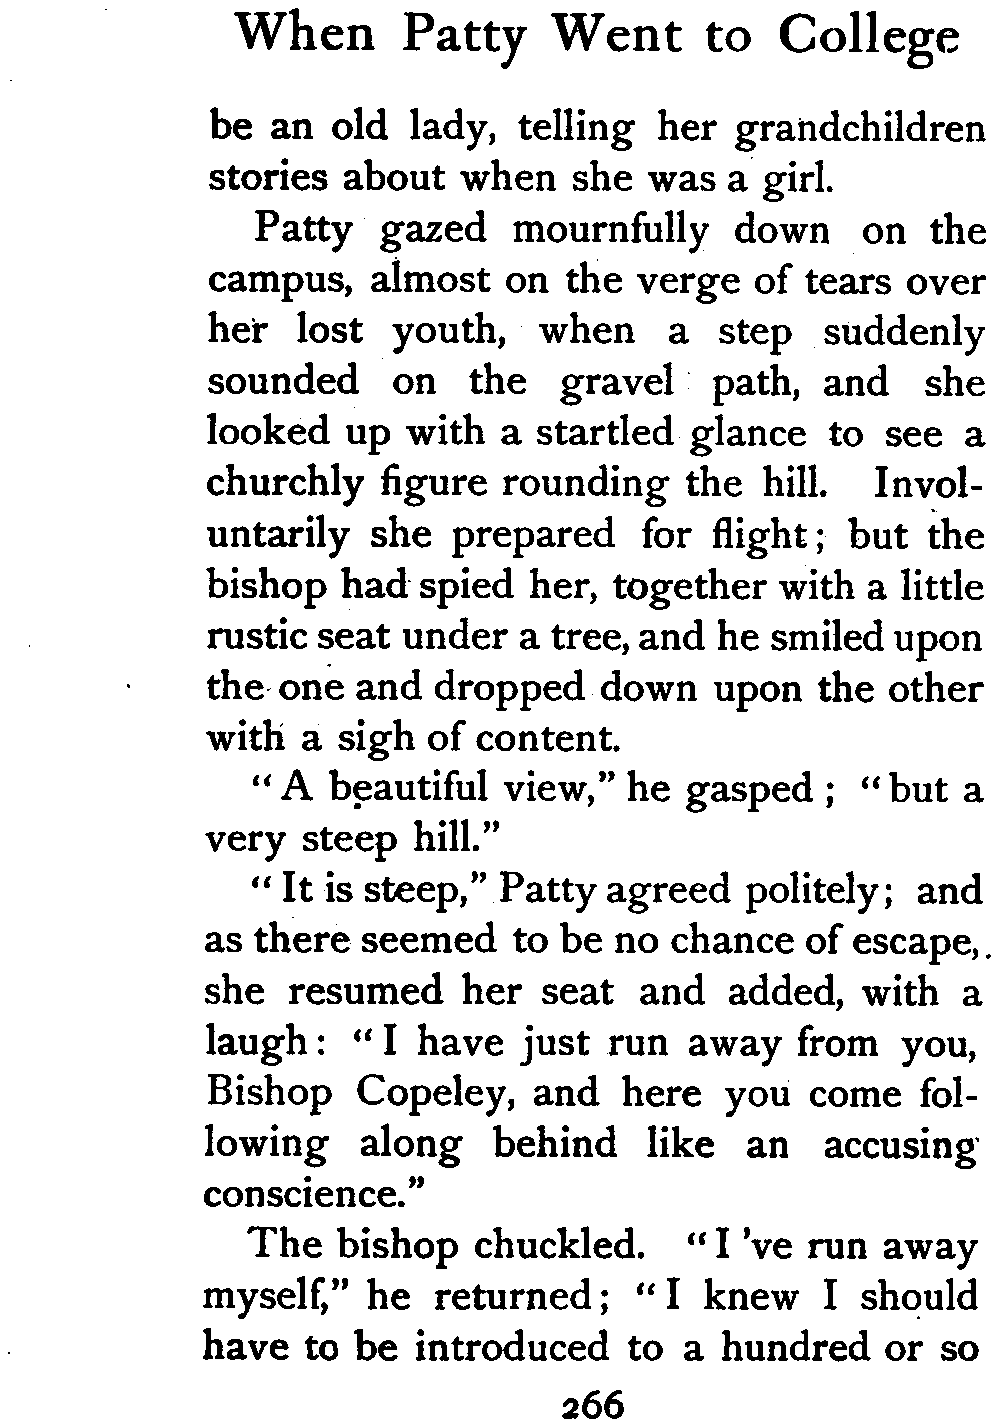 When Patty Went to College
be an old lady, telling her grandchildren
stories about when she was a girl.
Patty gazed mournfully down on the
campus, almost on the verge of tears over
her lost youth, when a step suddenly
sounded on the gravel path, and she
looked up with a startled glance to see a
churchly figure rounding the hill. Invol-
untarily she prepared for flight; but the
bishop had spied her, together with a little
rustic seat under a tree, and he smiled upon
the one and dropped down upon the other
with a sigh of content.
“A beautiful view,” he gasped; “but a
very steep hill.”
“It is steep,” Patty agreed politely; and
as there seemed to be no chance of escape,
she resumed her seat and added, with a
laugh: “I have just run away from you,
Bishop Copeley, and here you come fol-
lowing along behind like an accusing
conscience.”
The bishop chuckled. “I 've run away
myself,” he returned; “I knew I should
have to be introduced to a hundred or so
266